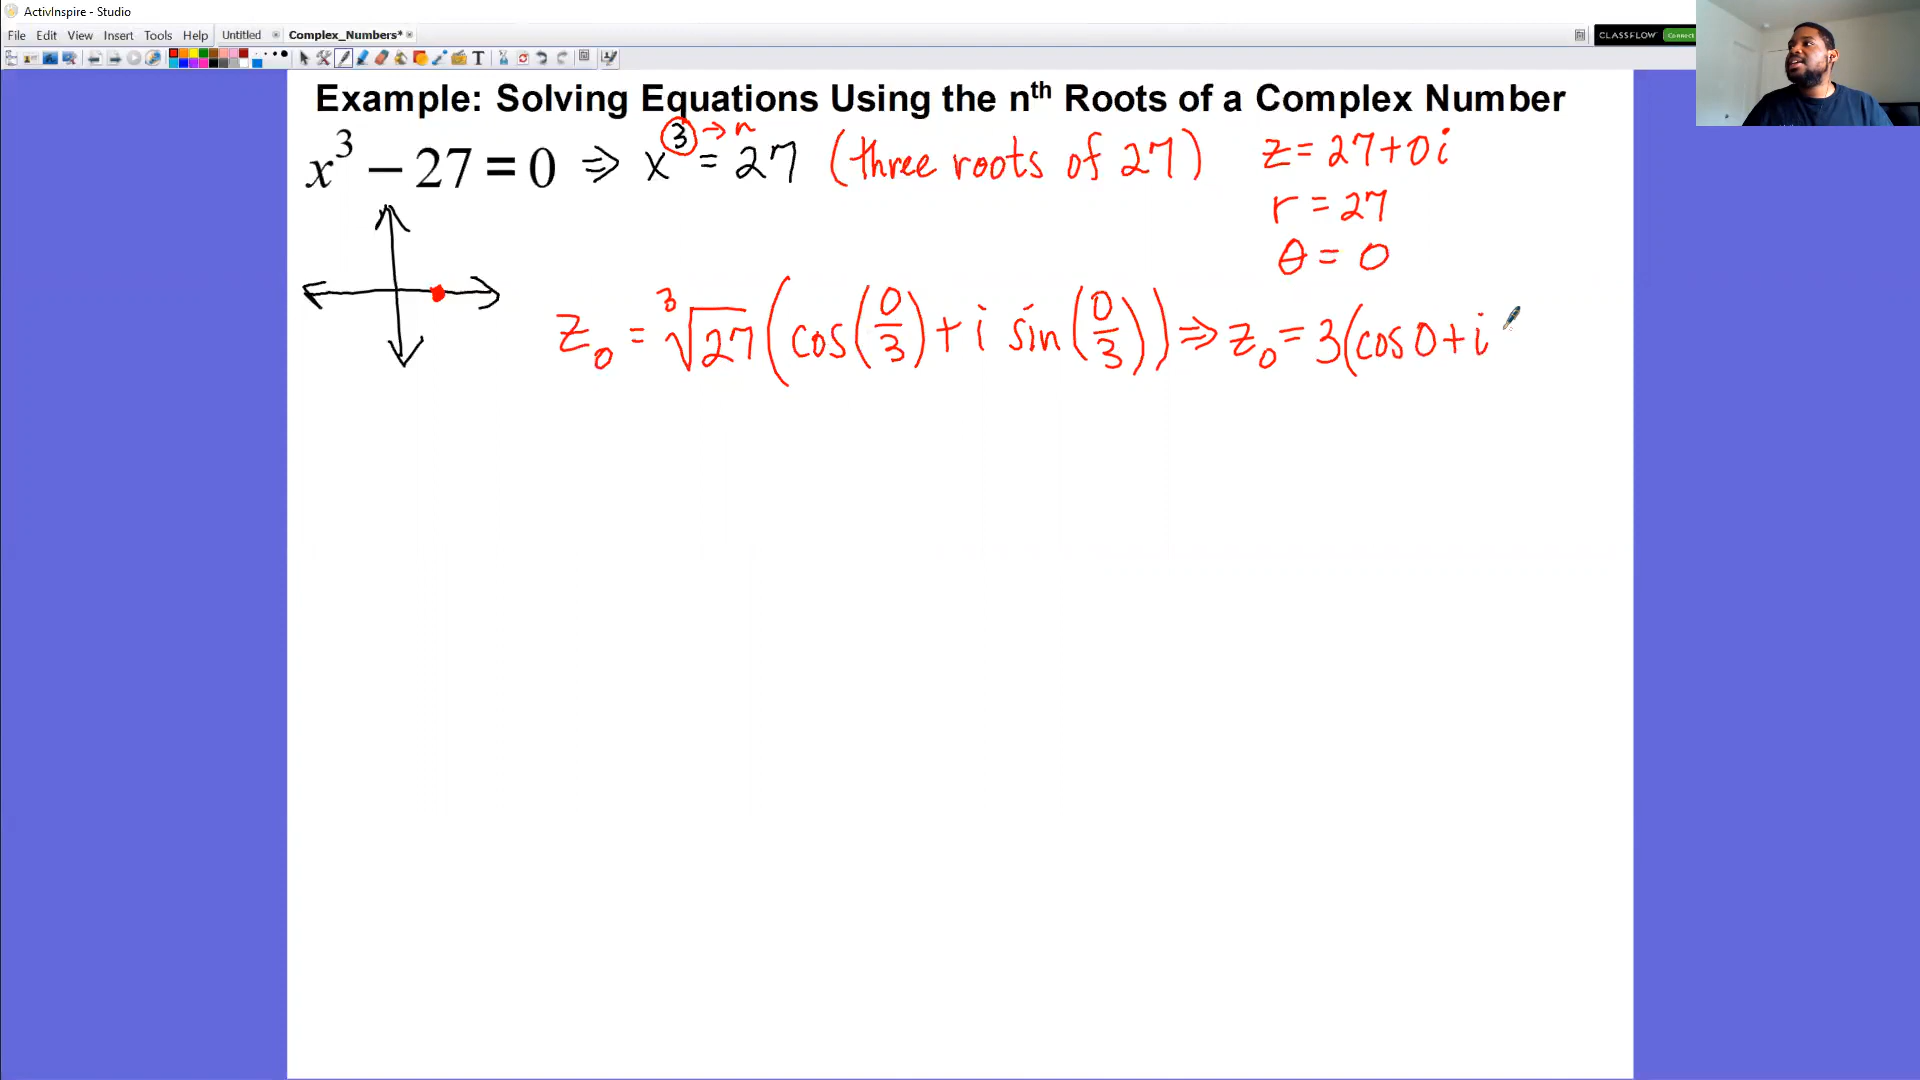 ActivInspire - Studio
File Edit View Insert Tools Help Untitled Complex_Numbers*
CLASSFLOW Connect
Example: Solving Equations Using the nth Roots of a Complex Number
x³ − 27 = 0 ⇒ x³ = 27 (three roots of 27) z = 27 + 0i
→ n
r = 27
θ = 0
z₀ = ³√27 (cos(0/3) + i sin(0/3)) ⇒ z₀ = 3(cos 0 + i